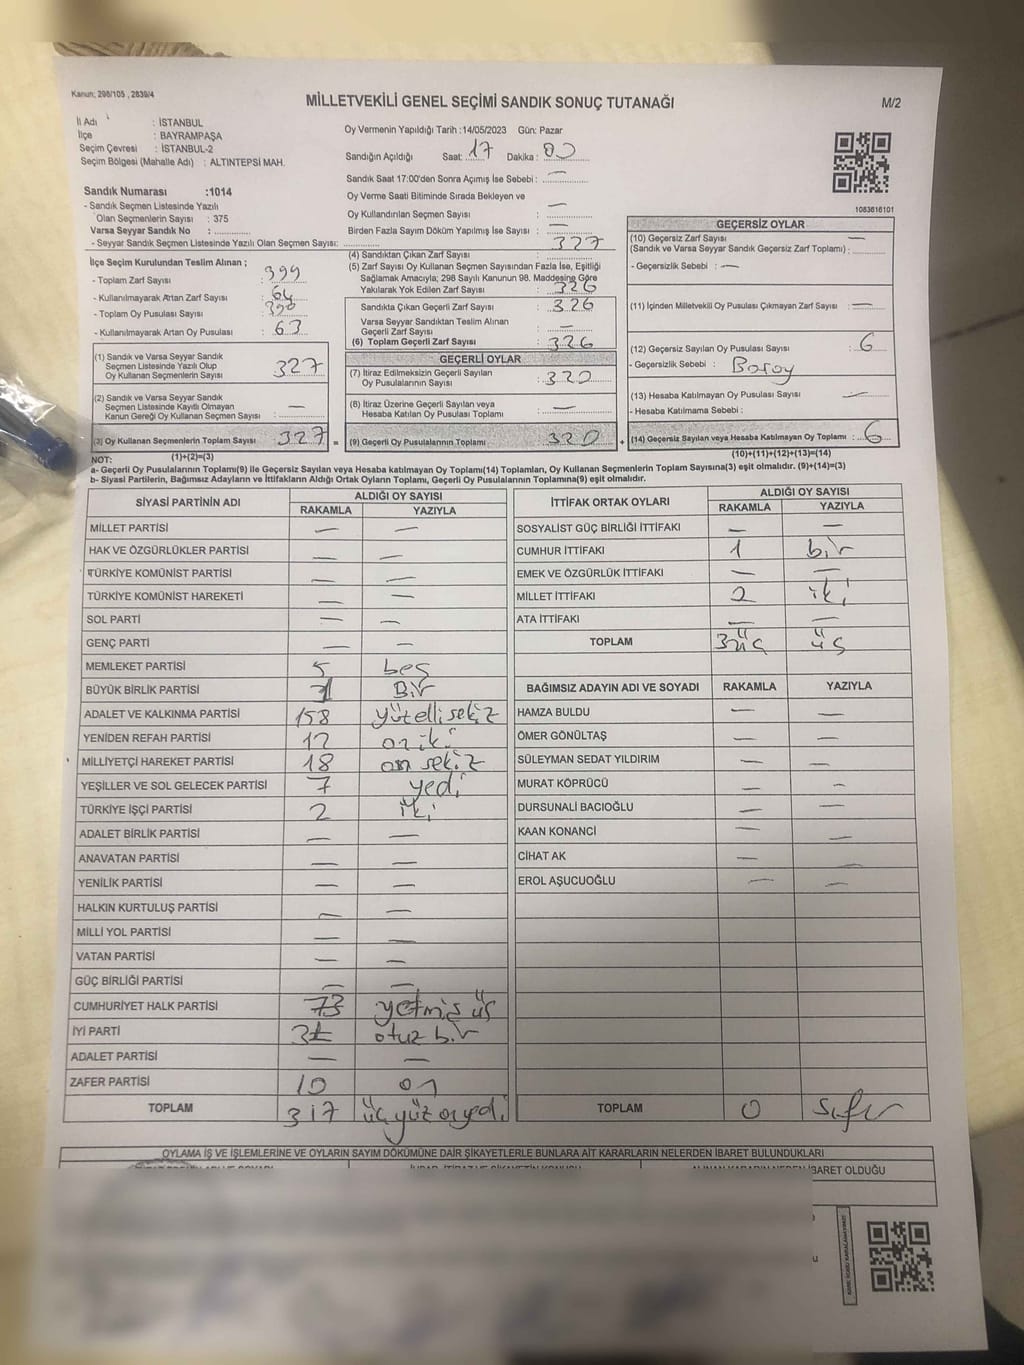 Kanun; 298/105 , 2839/4
MİLLETVEKİLİ GENEL SEÇİMİ SANDIK SONUÇ TUTANAĞI
M/2
İl Adı : İSTANBUL
İlçe : BAYRAMPAŞA
Seçim Çevresi : İSTANBUL-2
Seçim Bölgesi (Mahalle Adı) : ALTINTEPSİ MAH.
Sandık Numarası :1014
- Sandık Seçmen Listesinde Yazılı
Olan Seçmenlerin Sayısı : 375
Varsa Seyyar Sandık No :
- Seyyar Sandık Seçmen Listesinde Yazılı Olan Seçmen Sayısı:
İlçe Seçim Kurulundan Teslim Alınan ;
- Toplam Zarf Sayısı : 399
- Kullanılmayarak Artan Zarf Sayısı : 64
- Toplam Oy Pusulası Sayısı :
- Kullanılmayarak Artan Oy Pusulası : 63
(1) Sandık ve Varsa Seyyar Sandık
Seçmen Listesinde Yazılı Olup
Oy Kullanan Seçmenlerin Sayısı : 327
(2) Sandık ve Varsa Seyyar Sandık
Seçmen Listesinde Kayıtlı Olmayan
Kanun Gereği Oy Kullanan Seçmen Sayısı : —
(3) Oy Kullanan Seçmenlerin Toplam Sayısı : 327 =
(1)+(2)=(3)
Oy Vermenin Yapıldığı Tarih :14/05/2023 Gün: Pazar
Sandığın Açıldığı Saat: 17 Dakika : 00
Sandık Saat 17:00'den Sonra Açımış İse Sebebi : —
Oy Verme Saati Bitiminde Sırada Bekleyen ve
Oy Kullandırılan Seçmen Sayısı : —
Birden Fazla Sayım Döküm Yapılmış İse Sayısı : —
(4) Sandıktan Çıkan Zarf Sayısı : 327
(5) Zarf Sayısı Oy Kullanan Seçmen Sayısından Fazla İse, Eşitliği
Sağlamak Amacıyla; 298 Sayılı Kanunun 98. Maddesine Göre
Yakılarak Yok Edilen Zarf Sayısı : 326
Sandıkta Çıkan Geçerli Zarf Sayısı : 326
Varsa Seyyar Sandıktan Teslim Alınan
Geçerli Zarf Sayısı : —
(6) Toplam Geçerli Zarf Sayısı : 326
GEÇERLİ OYLAR
(7) İtiraz Edilmeksizin Geçerli Sayılan
Oy Pusulalarının Sayısı : 320
(8) İtiraz Üzerine Geçerli Sayılan veya
Hesaba Katılan Oy Pusulası Toplamı : —
(9) Geçerli Oy Pusulalarının Toplamı : 320 +
1083616101
GEÇERSİZ OYLAR
(10) Geçersiz Zarf Sayısı —
(Sandık ve Varsa Seyyar Sandık Geçersiz Zarf Toplamı) :
- Geçersizlik Sebebi : —
(11) İçinden Milletvekili Oy Pusulası Çıkmayan Zarf Sayısı : —
(12) Geçersiz Sayılan Oy Pusulası Sayısı : 6
- Geçersizlik Sebebi :
(13) Hesaba Katılmayan Oy Pusulası Sayısı : —
- Hesaba Katılmama Sebebi :
(14) Geçersiz Sayılan veya Hesaba Katılmayan Oy Toplamı : 6
(10)+(11)+(12)+(13)=(14)
NOT:
a- Geçerli Oy Pusulalarının Toplamı(9) ile Geçersiz Sayılan veya Hesaba katılmayan Oy Toplamı(14) Toplamları, Oy Kullanan Seçmenlerin Toplam Sayısına(3) eşit olmalıdır. (9)+(14)=(3)
b- Siyasi Partilerin, Bağımsız Adayların ve İttifakların Aldığı Ortak Oyların Toplamı, Geçerli Oy Pusulalarının Toplamına(9) eşit olmalıdır.
SİYASİ PARTİNİN ADI ALDIĞI OY SAYISI
RAKAMLA YAZIYLA
MİLLET PARTİSİ — —
HAK VE ÖZGÜRLÜKLER PARTİSİ — —
TÜRKİYE KOMÜNİST PARTİSİ — —
TÜRKİYE KOMÜNİST HAREKETİ — —
SOL PARTİ — —
GENÇ PARTİ — —
MEMLEKET PARTİSİ 5 beş
BÜYÜK BİRLİK PARTİSİ 1 Bir
ADALET VE KALKINMA PARTİSİ 158 yüzelli sekiz
YENİDEN REFAH PARTİSİ 12 on iki
MİLLİYETÇİ HAREKET PARTİSİ 18 on sekiz
YEŞİLLER VE SOL GELECEK PARTİSİ 7 yedi
TÜRKİYE İŞÇİ PARTİSİ 2 iki
ADALET BİRLİK PARTİSİ — —
ANAVATAN PARTİSİ — —
YENİLİK PARTİSİ — —
HALKIN KURTULUŞ PARTİSİ — —
MİLLİ YOL PARTİSİ — —
VATAN PARTİSİ — —
GÜÇ BİRLİĞİ PARTİSİ — —
CUMHURİYET HALK PARTİSİ 73 yetmiş üç
İYİ PARTİ 31 otuz bir
ADALET PARTİSİ — —
ZAFER PARTİSİ 10 on
TOPLAM 317 üç yüz onyedi
İTTİFAK ORTAK OYLARI ALDIĞI OY SAYISI
RAKAMLA YAZIYLA
SOSYALİST GÜÇ BİRLİĞİ İTTİFAKI — —
CUMHUR İTTİFAKI 1 bir
EMEK VE ÖZGÜRLÜK İTTİFAKI — —
MİLLET İTTİFAKI 2 iki
ATA İTTİFAKI — —
TOPLAM 3 üç üç
BAĞIMSIZ ADAYIN ADI VE SOYADI RAKAMLA YAZIYLA
HAMZA BULDU — —
ÖMER GÖNÜLTAŞ — —
SÜLEYMAN SEDAT YILDIRIM — —
MURAT KÖPRÜCÜ — —
DURSUNALİ BACIOĞLU — —
KAAN KONANCİ — —
CİHAT AK — —
EROL AŞUCUOĞLU — —
TOPLAM 0 Sıfır
OYLAMA İŞ VE İŞLEMLERİNE VE OYLARIN SAYIM DÖKÜMÜNE DAİR ŞİKAYETLERLE BUNLARA AİT KARARLARIN NELERDEN İBARET BULUNDUKLARI
İBARET OLDUĞU